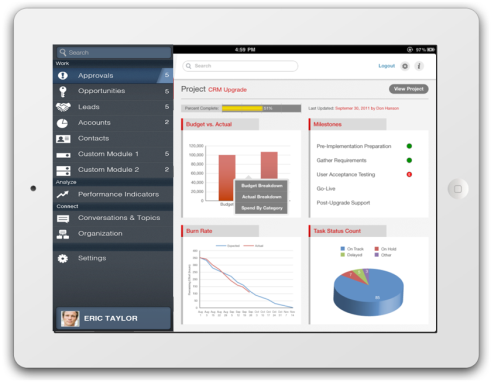 4:59 PM
97%
Search
Work
Approvals 5
Opportunities 5
Leads 5
Accounts 2
Contacts
Custom Module 1 5
Custom Module 2 2
Analyze
Performance Indicators
Connect
Conversations & Topics
Organization
Settings
ERIC TAYLOR
Search
Logout
Project CRM Upgrade
View Project
Percent Complete:
Last Updated: September 30, 2011 by Don Hanson
Budget vs. Actual
120,000
100,000
80,000
60,000
40,000
20,000
0
Budget
Budget Breakdown
Actual Breakdown
Spend By Category
Milestones
Pre-Implementation Preparation
Gather Requirements
User Acceptance Testing
Go-Live
Post-Upgrade Support
Burn Rate
Task Status Count
On Track
On Hold
Delayed
Other